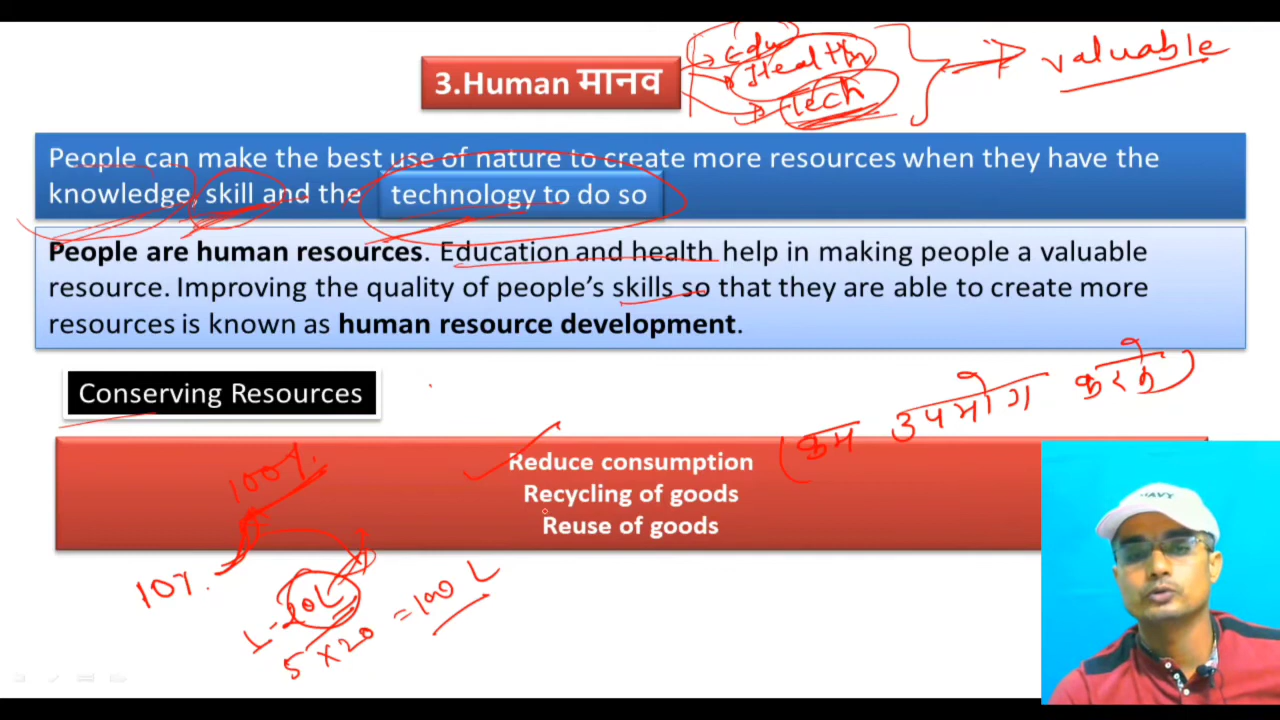 3.Human मानव
Edu
Health
Tech
valuable
People can make the best use of nature to create more resources when they have the
knowledge, skill and the technology to do so
People are human resources. Education and health help in making people a valuable
resource. Improving the quality of people's skills so that they are able to create more
resources is known as human resource development.
Conserving Resources
कम उपभोग करके
Reduce consumption
Recycling of goods
Reuse of goods
100%.
10%.
1-20L
5 x 20 = 100 L
NAVY